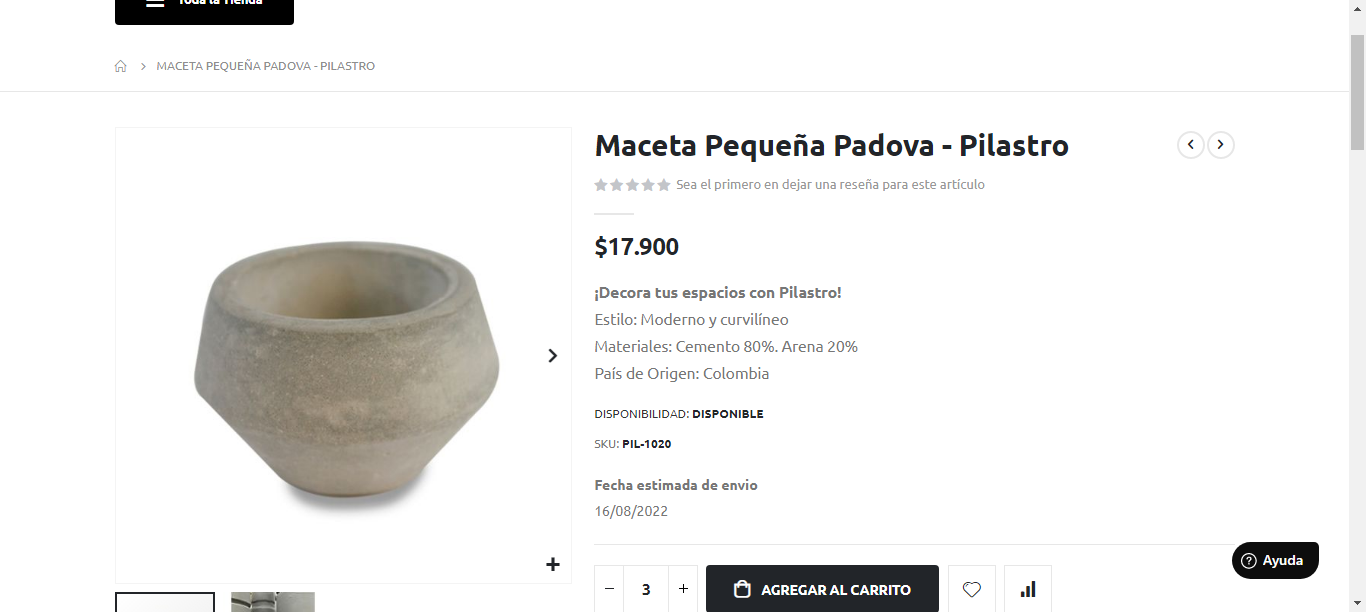 Toda la Tienda
MACETA PEQUEÑA PADOVA - PILASTRO
Maceta Pequeña Padova - Pilastro
Sea el primero en dejar una reseña para este artículo
$17.900
¡Decora tus espacios con Pilastro!
Estilo: Moderno y curvilíneo
Materiales: Cemento 80%. Arena 20%
País de Origen: Colombia
DISPONIBILIDAD: DISPONIBLE
SKU: PIL-1020
Fecha estimada de envio
16/08/2022
- 3 + AGREGAR AL CARRITO
Ayuda